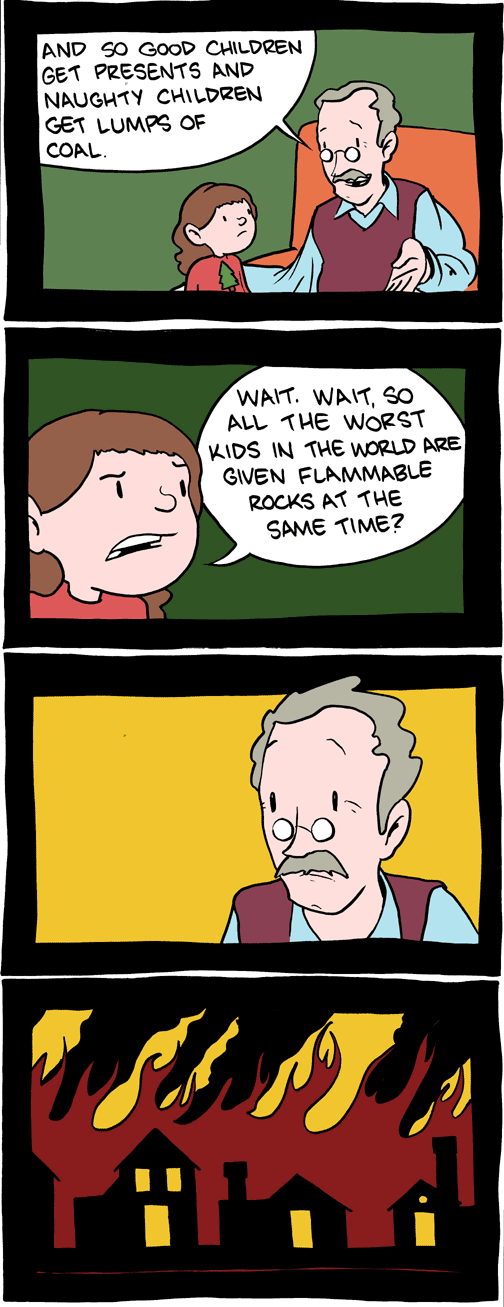 AND SO GOOD CHILDREN
GET PRESENTS AND
NAUGHTY CHILDREN
GET LUMPS OF
COAL.
WAIT. WAIT, SO
ALL THE WORST
KIDS IN THE WORLD ARE
GIVEN FLAMMABLE
ROCKS AT THE
SAME TIME?